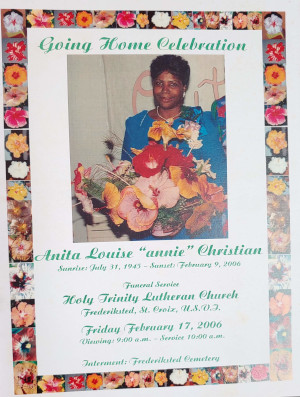 Going Home Celebration
Anita Louise "annie" Christian
Sunrise: July 31, 1945 - Sunset: February 9, 2006
Funeral Service
Holy Trinity Lutheran Church
Frederiksted, St. Croix, U.S.V.I.
Friday February 17, 2006
Viewing: 9:00 a.m. - Service 10:00 a.m.
Interment: Frederiksted Cemetery